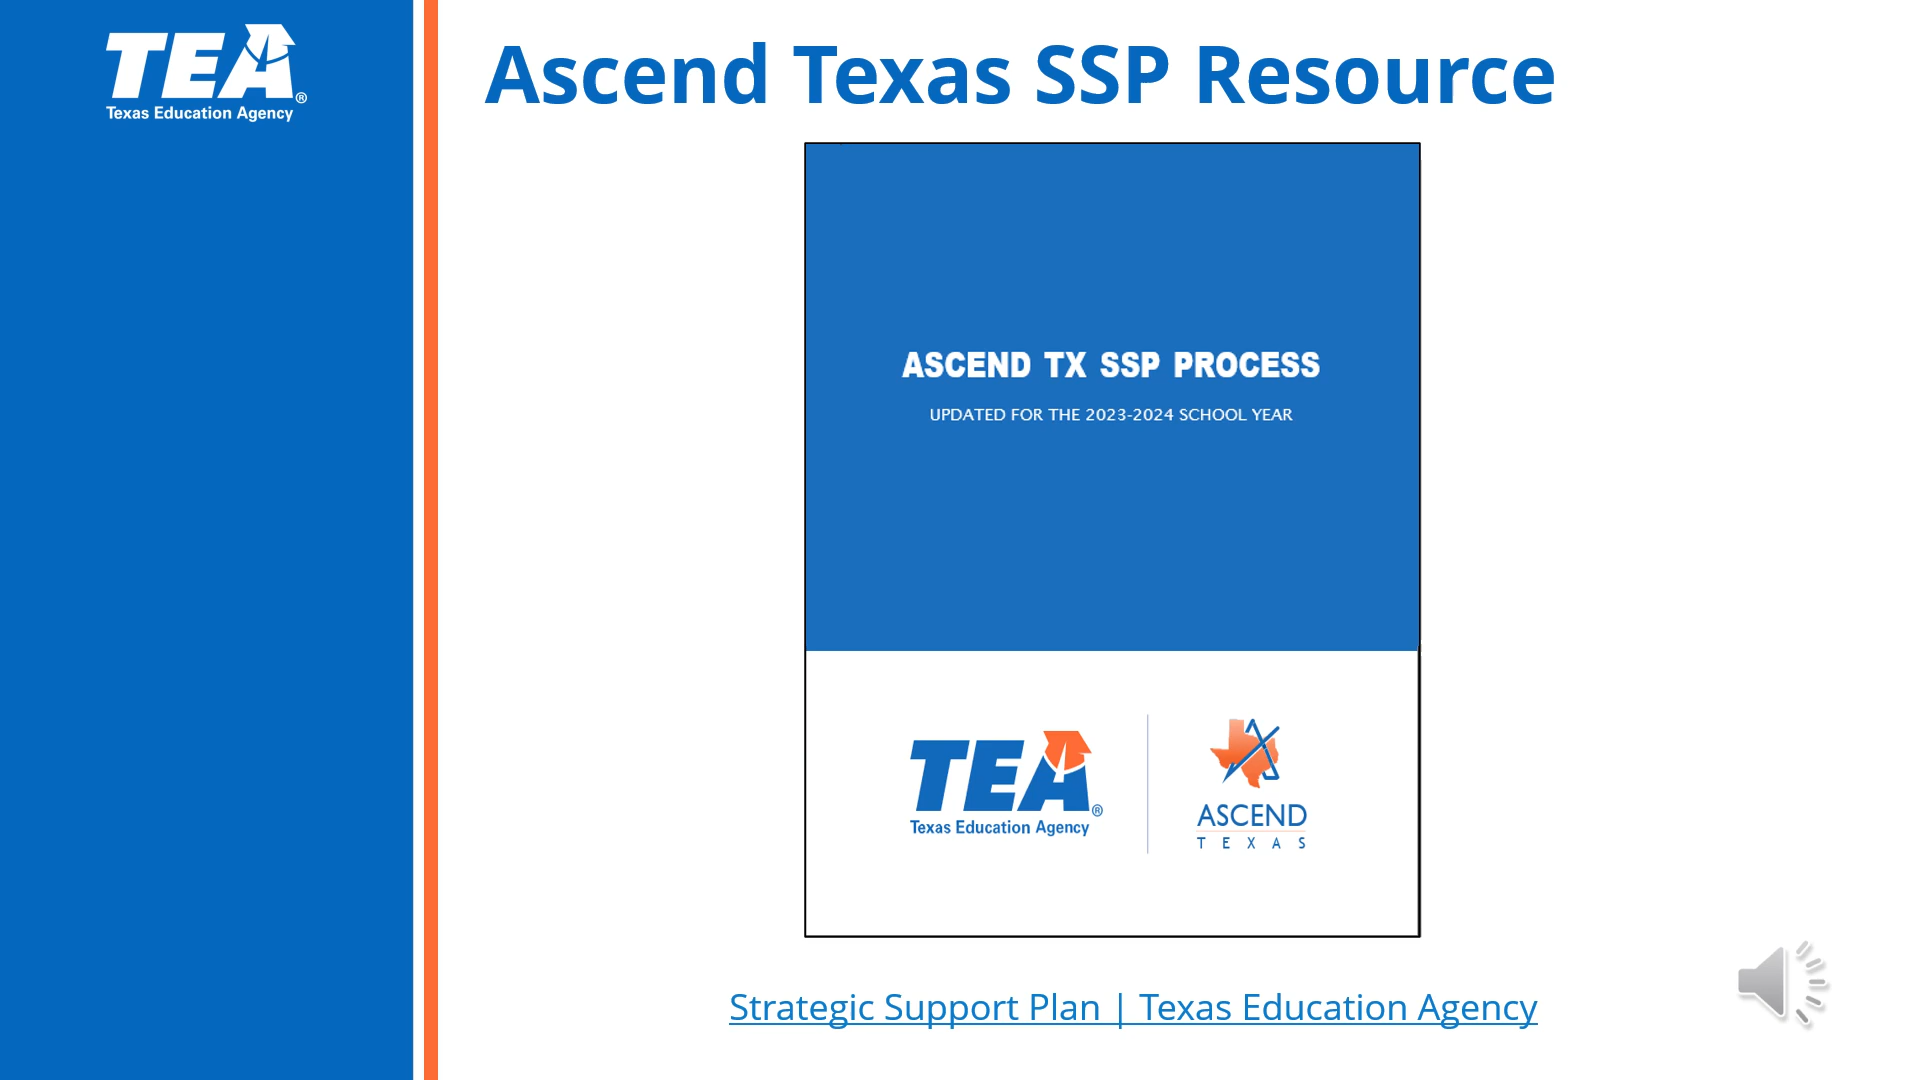 TEA®
Texas Education Agency
Ascend Texas SSP Resource
ASCEND TX SSP PROCESS
UPDATED FOR THE 2023-2024 SCHOOL YEAR
TEA®
Texas Education Agency
ASCEND
TEXAS
Strategic Support Plan | Texas Education Agency